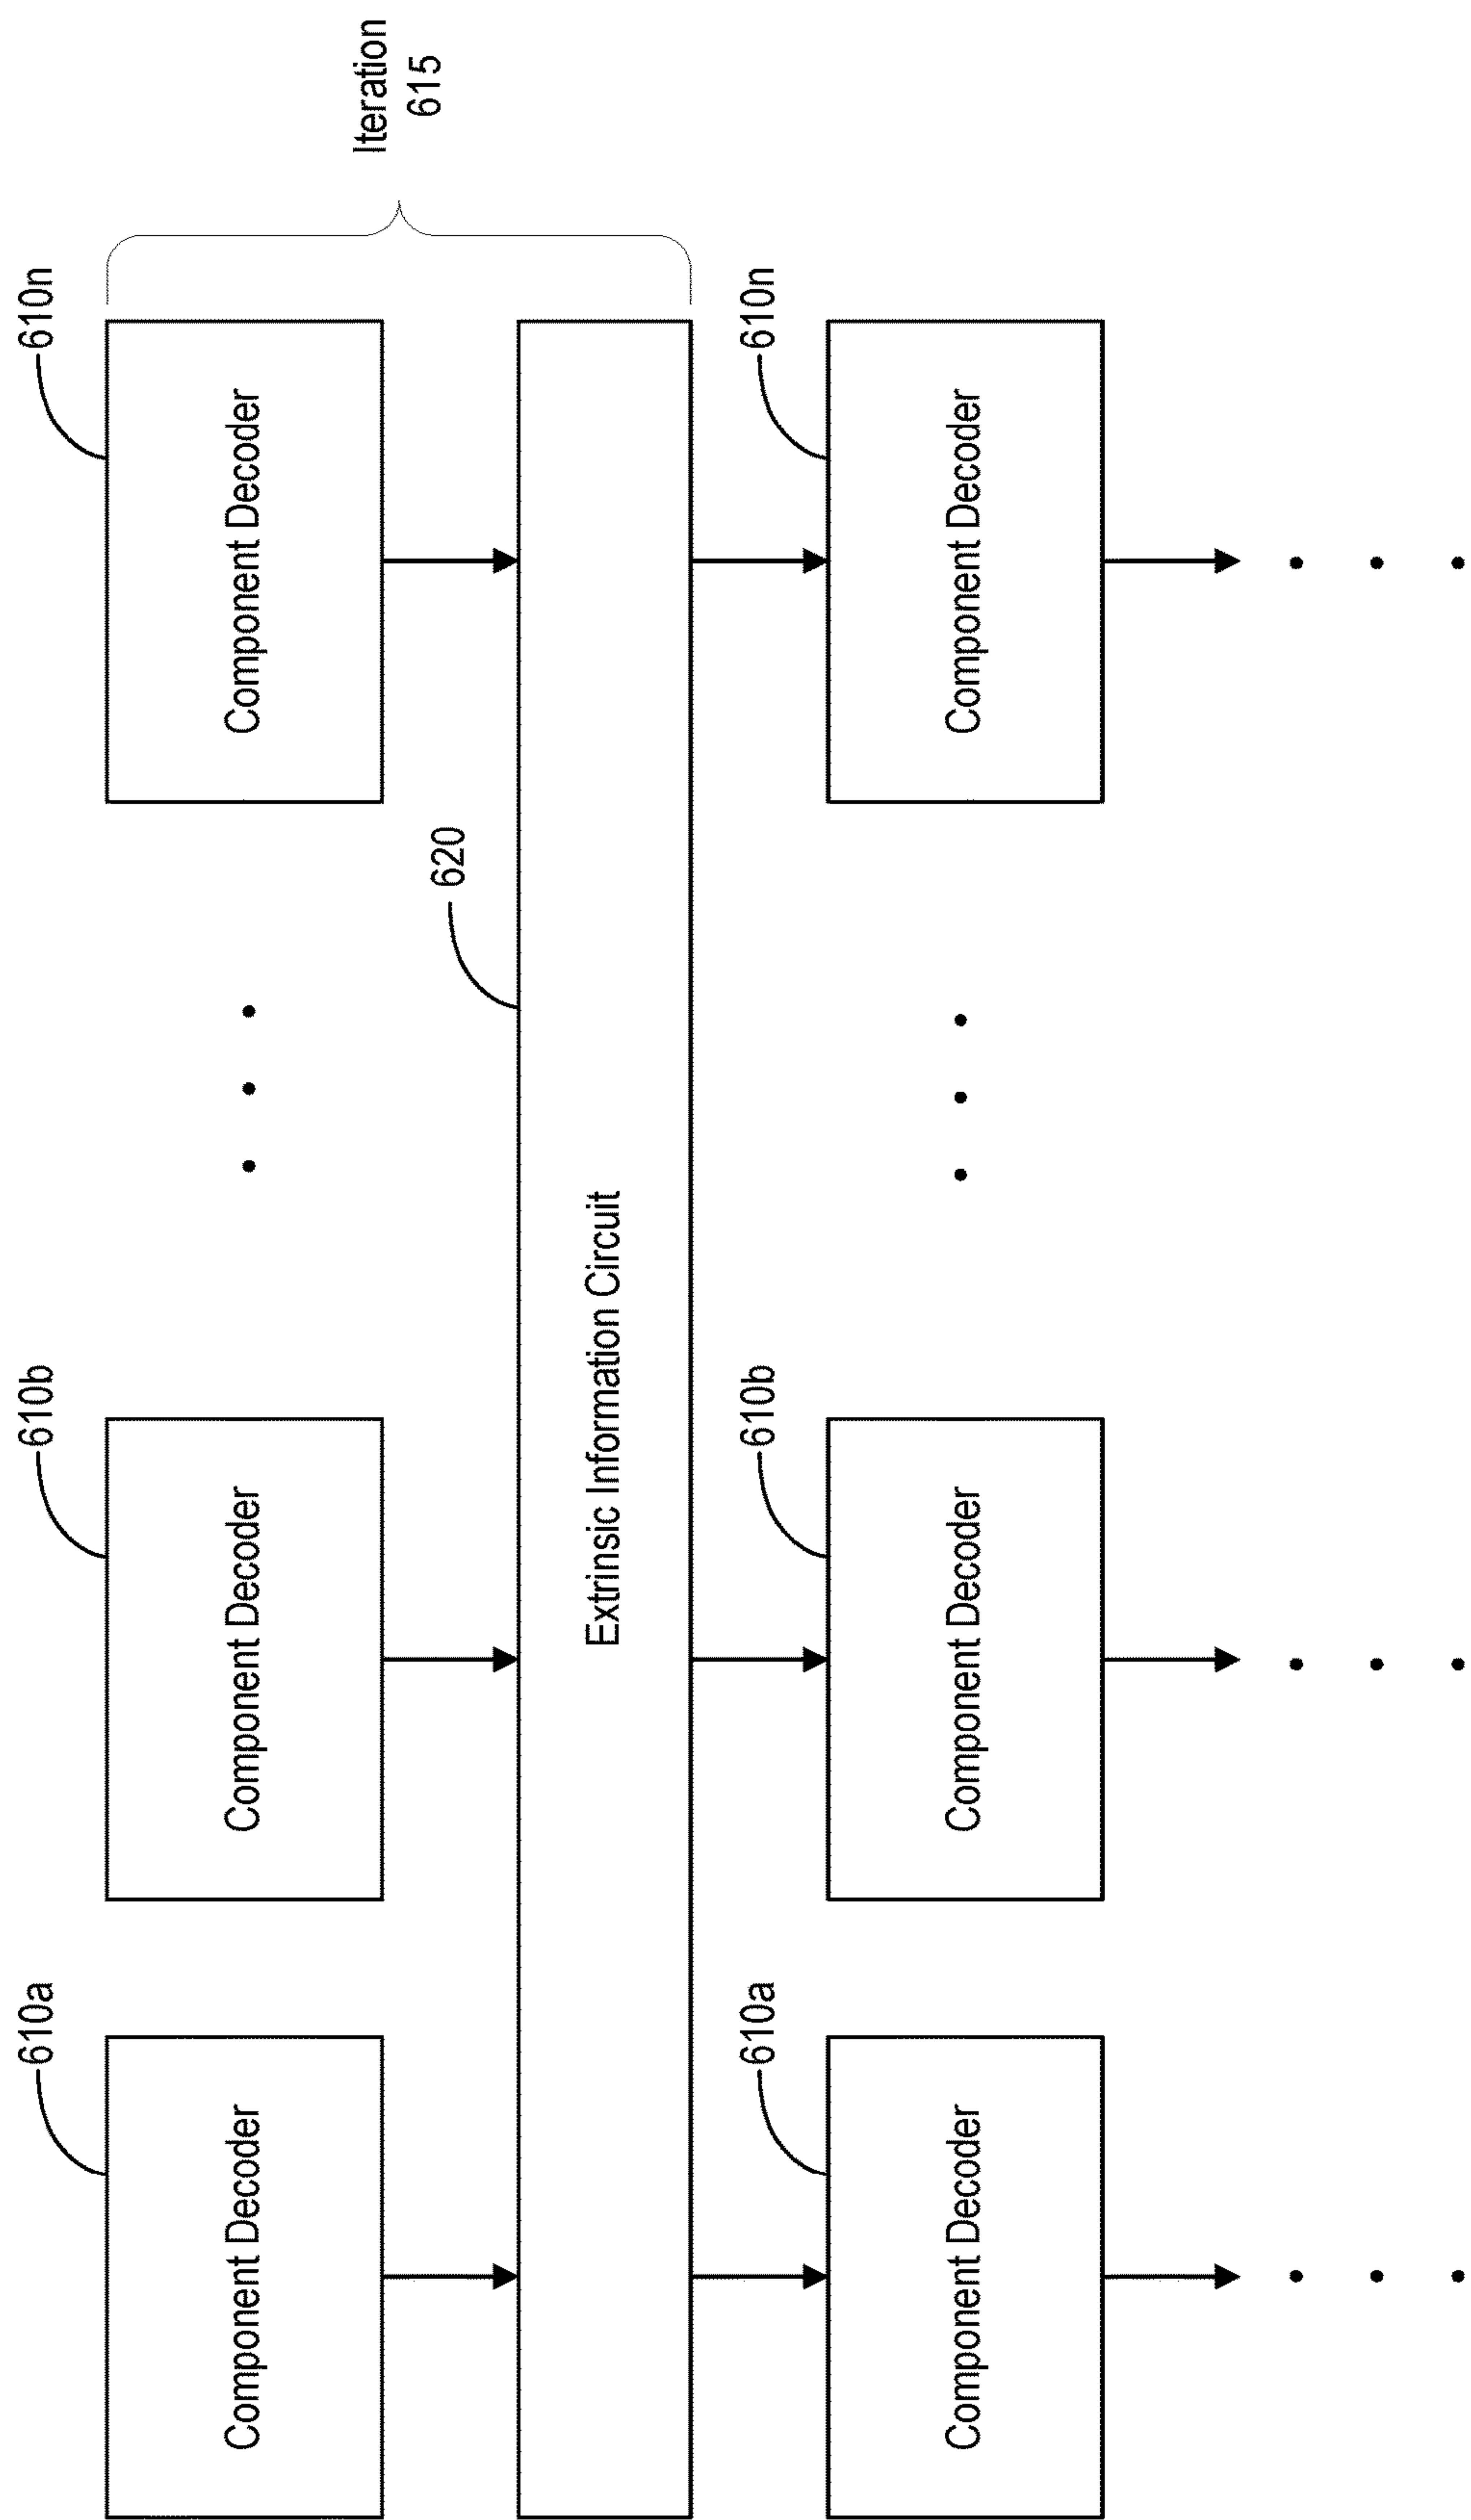 610a
610b
610n
Component Decoder
Component Decoder
Component Decoder
Iteration
615
620
Extrinsic Information Circuit
610a
610b
610n
Component Decoder
Component Decoder
Component Decoder